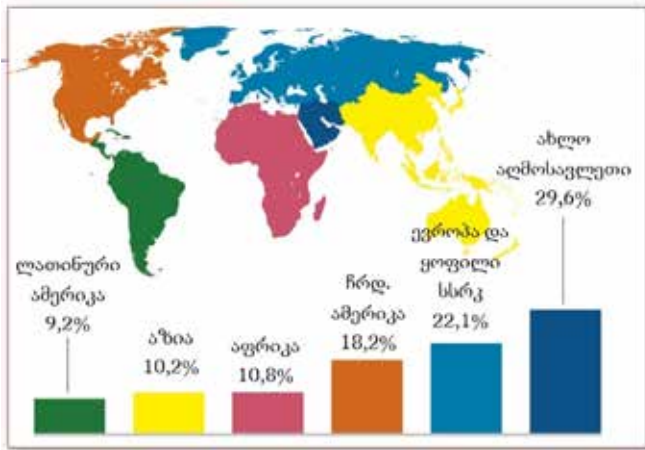 ლათინური
ამერიკა
9,2%
აზია
10,2%
აფრიკა
10,8%
ჩრდ.
ამერიკა
18,2%
ევროპა და
ყოფილი
სსრკ
22,1%
ახლო
აღმოსავლეთი
29,6%